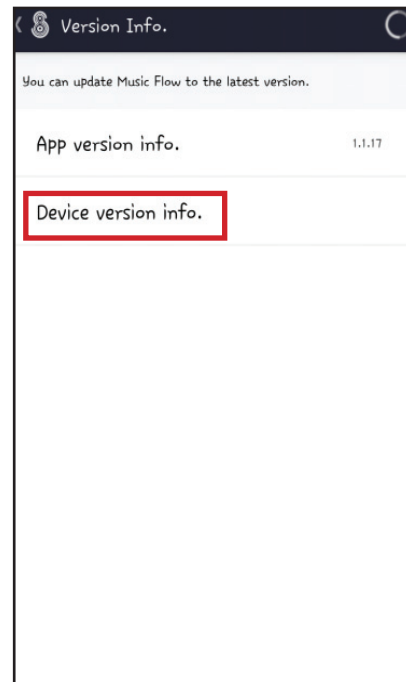 Version Info.
You can update Music Flow to the latest version.
App version info. 1.1.17
Device version info.